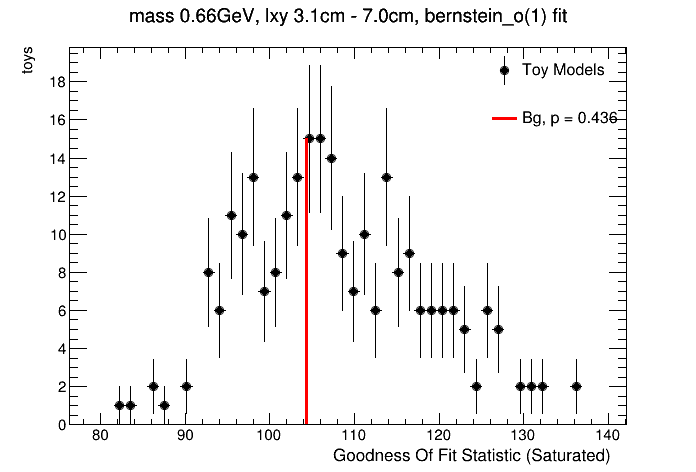 mass 0.66GeV, lxy 3.1cm - 7.0cm, bernstein_o(1) fit
toys
Toy Models
Bg, p = 0.436
18
16
14
12
10
8
6
4
2
0
80 90 100 110 120 130 140
Goodness Of Fit Statistic (Saturated)